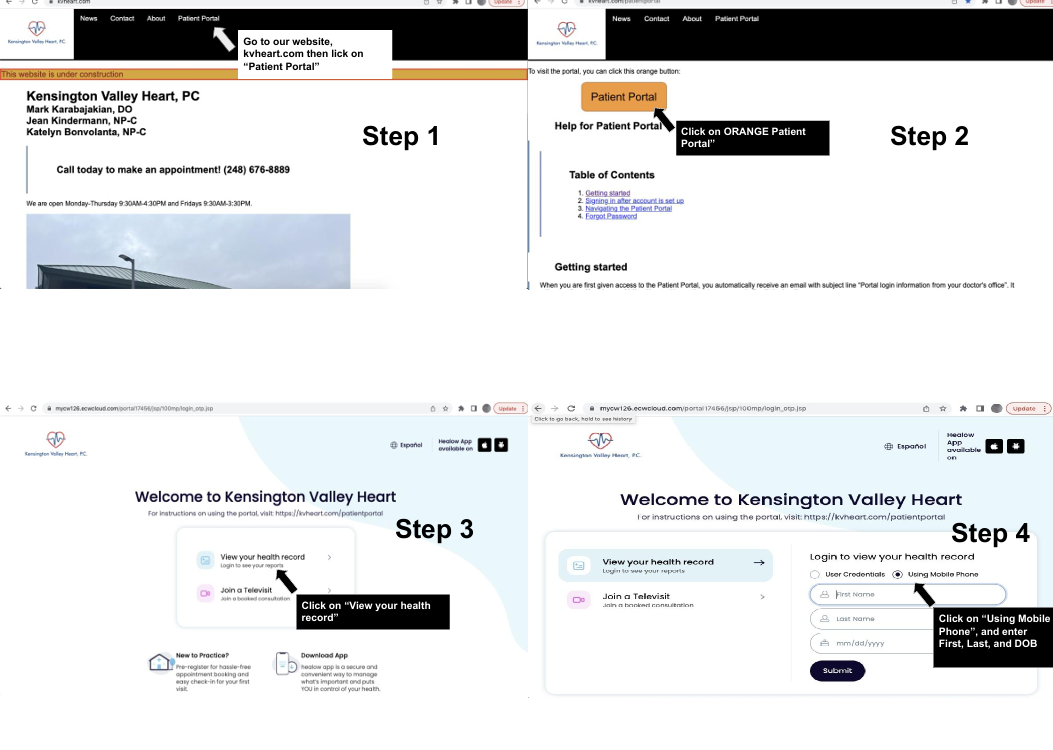 kvheart.com
Update
News Contact About Patient Portal
Kensington Valley Heart, P.C.
Go to our website,
kvheart.com then lick on
“Patient Portal”
This website is under construction
Kensington Valley Heart, PC
Mark Karabajakian, DO
Jean Kindermann, NP-C
Katelyn Bonvolanta, NP-C
Step 1
Call today to make an appointment! (248) 676-8889
We are open Monday-Thursday 9:30AM-4:30PM and Fridays 9:30AM-3:30PM.
kvheart.com/patientportal
Update
News Contact About Patient Portal
Kensington Valley Heart, P.C.
To visit the portal, you can click this orange button:
Patient Portal
Help for Patient Portal
Click on ORANGE Patient
Portal”
Step 2
Table of Contents
1. Getting started
2. Signing in after account is set up
3. Navigating the Patient Portal
4. Forgot Password
Getting started
When you are first given access to the Patient Portal, you automatically receive an email with subject line “Portal login information from your doctor's office”. It
mycw126.ecwcloud.com/portal17456/jsp/100mp/login_otp.jsp
Update
Kensington Valley Heart, P.C.
Español
Healow App
available on
Welcome to Kensington Valley Heart
For instructions on using the portal, visit: https://kvheart.com/patientportal
Step 3
View your health record
Login to see your reports
Join a Televisit
Join a booked consultation
Click on “View your health
record”
New to Practice?
Pre-register for hassle-free
appointment booking and
easy check-in for your first
visit.
Download App
healow app is a secure and
convenient way to manage
what's important and puts
YOU in control of your health.
mycw126.ecwcloud.com/portal17456/jsp/100mp/login_otp.jsp
Update
Click to go back, hold to see history
Kensington Valley Heart, P.C.
Español
Healow
App
available
on
Welcome to Kensington Valley Heart
For instructions on using the portal, visit: https://kvheart.com/patientportal
Step 4
View your health record
Login to see your reports
Join a Televisit
Join a booked consultation
Login to view your health record
User Credentials Using Mobile Phone
First Name
Last Name
mm/dd/yyyy
Submit
Click on “Using Mobile
Phone”, and enter
First, Last, and DOB